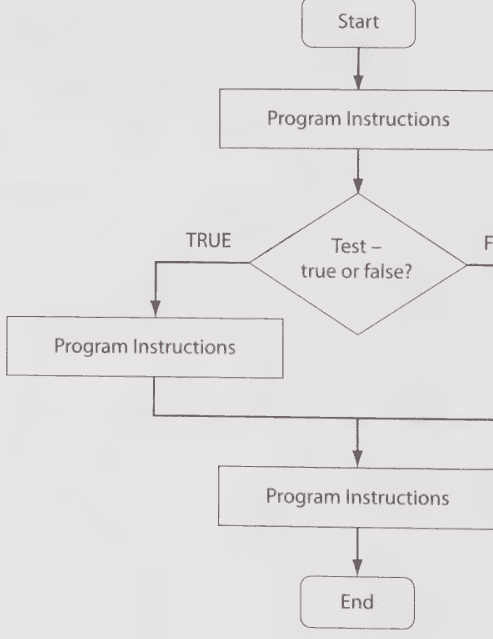 Start
Program Instructions
TRUE
Test –
true or false?
F
Program Instructions
Program Instructions
End